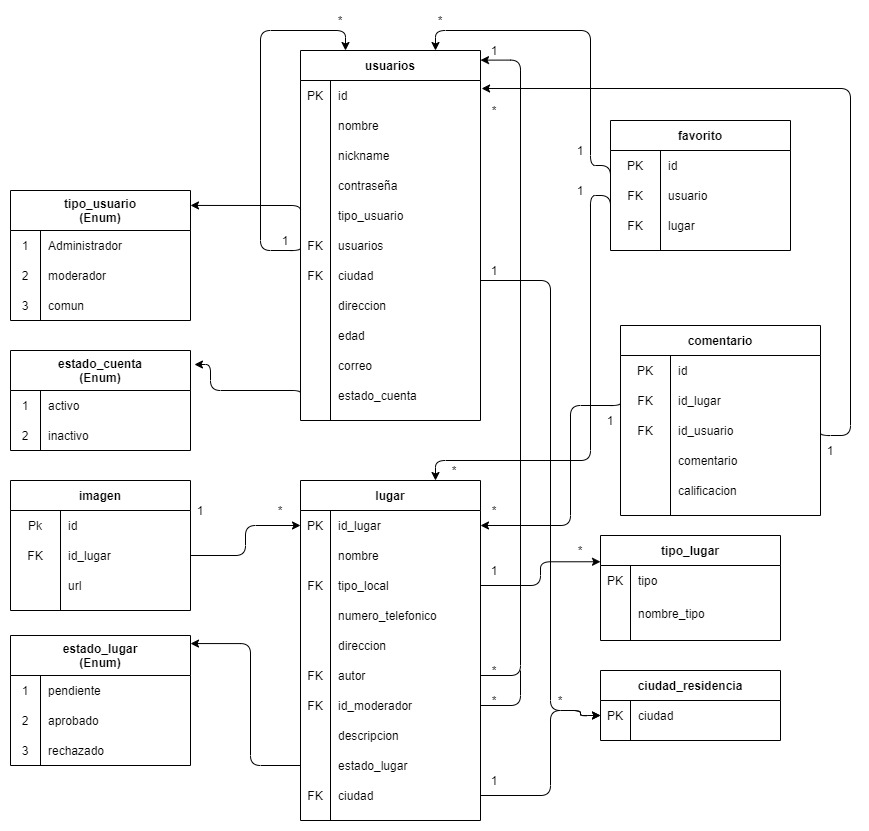 *
*
1
usuarios
PK id
nombre
nickname
contraseña
tipo_usuario
FK usuarios
FK ciudad
direccion
edad
correo
estado_cuenta
1
1
*
favorito
PK id
FK usuario
FK lugar
1
1
tipo_usuario
(Enum)
1 Administrador
2 moderador
3 comun
estado_cuenta
(Enum)
1 activo
2 inactivo
comentario
PK id
FK id_lugar
FK id_usuario
comentario
calificacion
1
1
imagen
Pk id
FK id_lugar
url
1
*
*
lugar
PK id_lugar
nombre
FK tipo_local
numero_telefonico
direccion
FK autor
FK id_moderador
descripcion
estado_lugar
FK ciudad
*
1
*
*
1
tipo_lugar
PK tipo
nombre_tipo
*
estado_lugar
(Enum)
1 pendiente
2 aprobado
3 rechazado
ciudad_residencia
PK ciudad
*